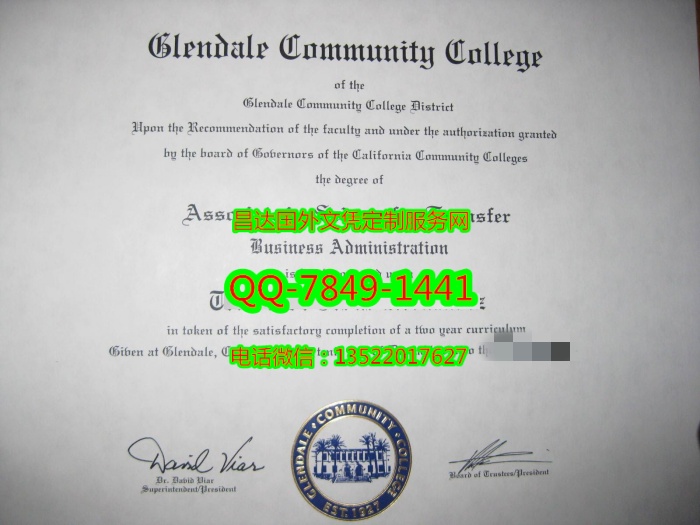 Glendale Community College
of the
Glendale Community College District
Upon the Recommendation of the faculty and under the authorization granted
by the board of Governors of the California Community Colleges
the degree of
昌达国外文凭定制服务网
Business Administration
QQ-7849-1441
in token of the satisfactory completion of a two year curriculum
Given at Glendale,
电话微信：13522017627
GLENDALE COMMUNITY COLLEGE
EST. 1927
David Viar
Dr. David Viar
Superintendent/President
Board of Trustees/President